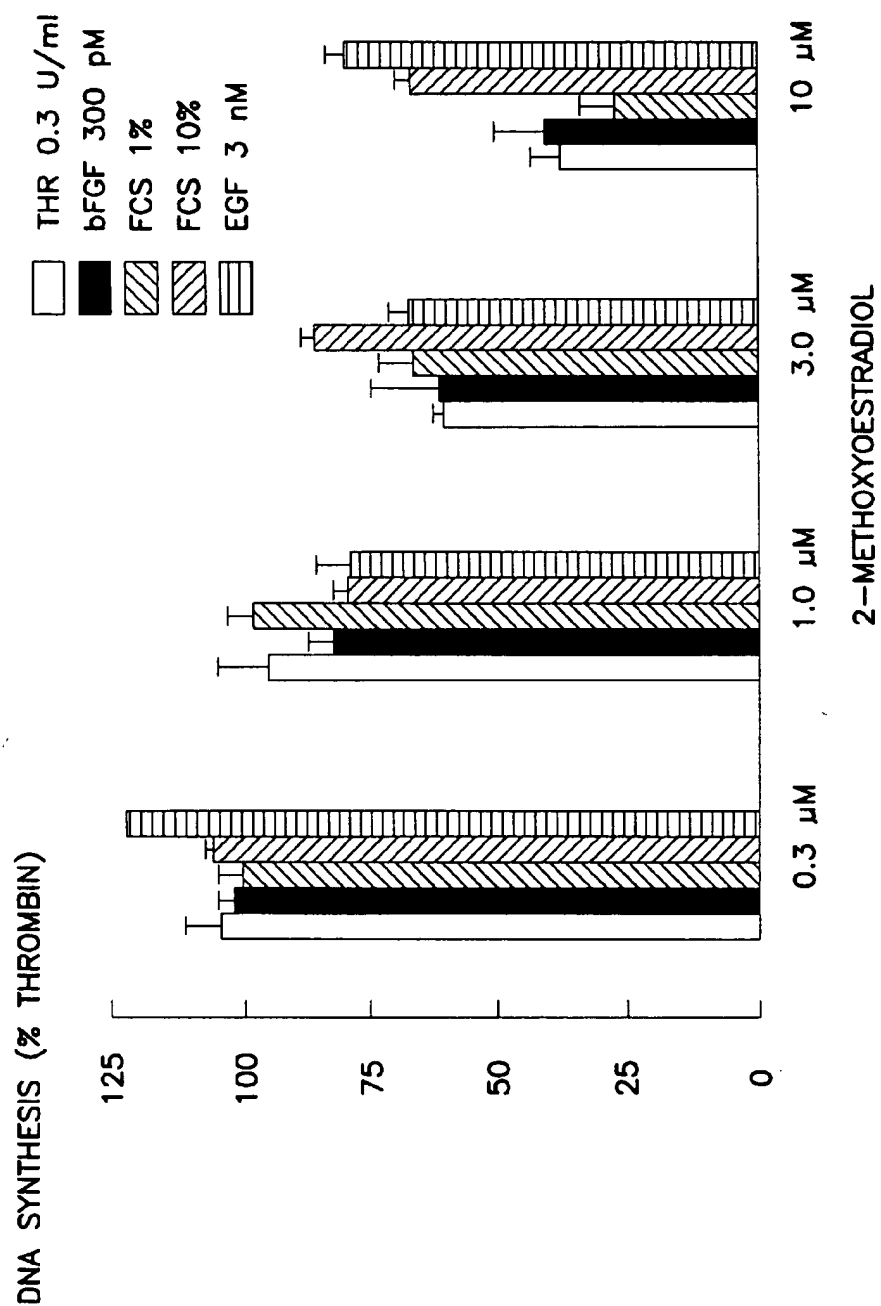 DNA SYNTHESIS (% THROMBIN)
THR 0.3 U/ml
bFGF 300 pM
FCS 1%
FCS 10%
EGF 3 nM
125
100
75
50
25
0
0.3 µM
1.0 µM
3.0 µM
10 µM
2-METHOXYOESTRADIOL